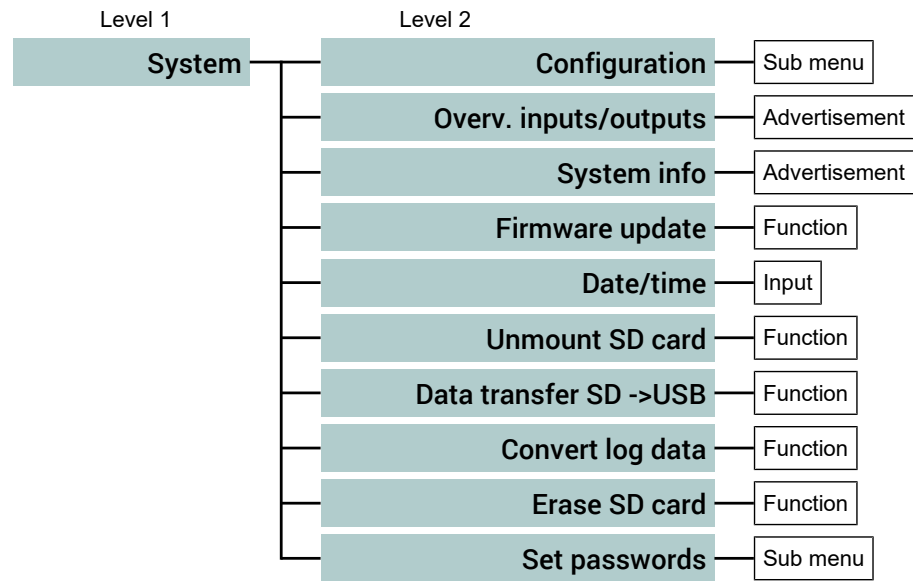 Level 1 Level 2
System Configuration Sub menu
Overv. inputs/outputs Advertisement
System info Advertisement
Firmware update Function
Date/time Input
Unmount SD card Function
Data transfer SD ->USB Function
Convert log data Function
Erase SD card Function
Set passwords Sub menu